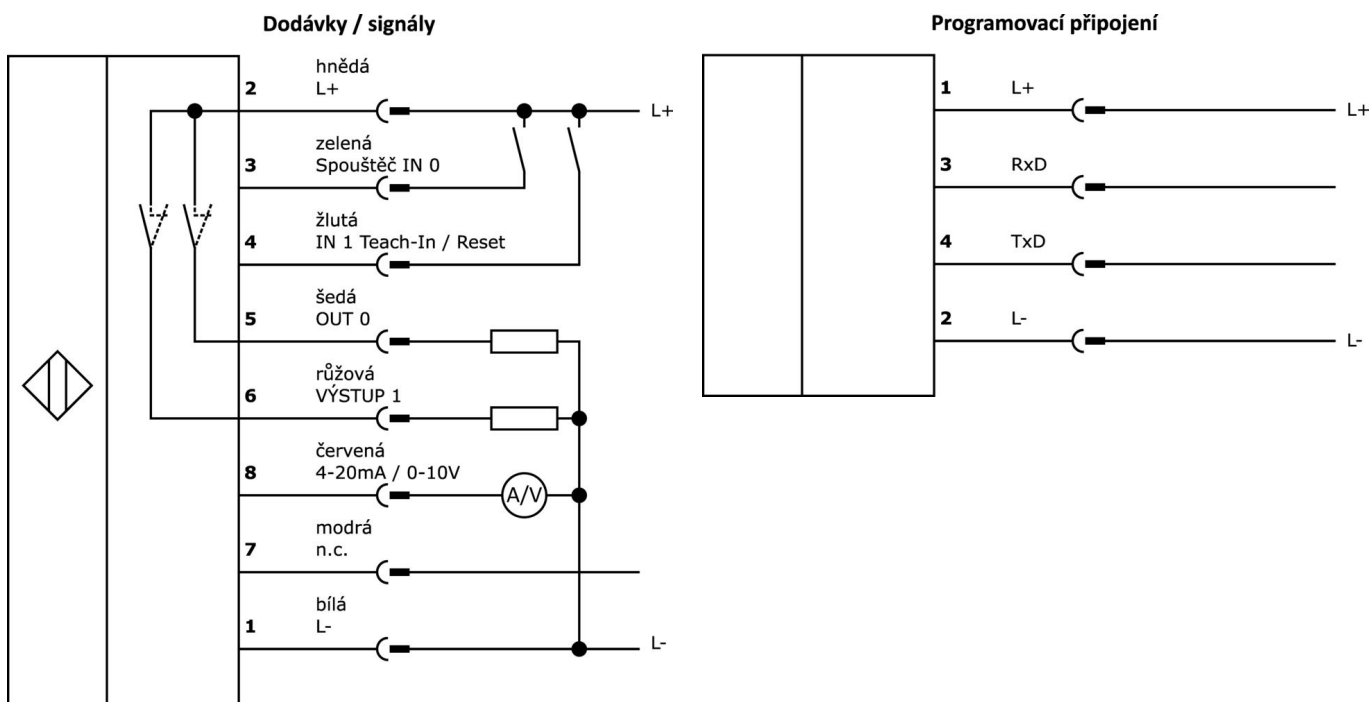 Dodávky / signály
hnědá
2 L+
L+
zelená
3 Spouštěč IN 0
žlutá
4 IN 1 Teach-In / Reset
šedá
5 OUT 0
růžová
6 VÝSTUP 1
červená
8 4-20mA / 0-10V
A/V
modrá
7 n.c.
bílá
1 L-
L-
Programovací připojení
1 L+
L+
3 RxD
4 TxD
2 L-
L-